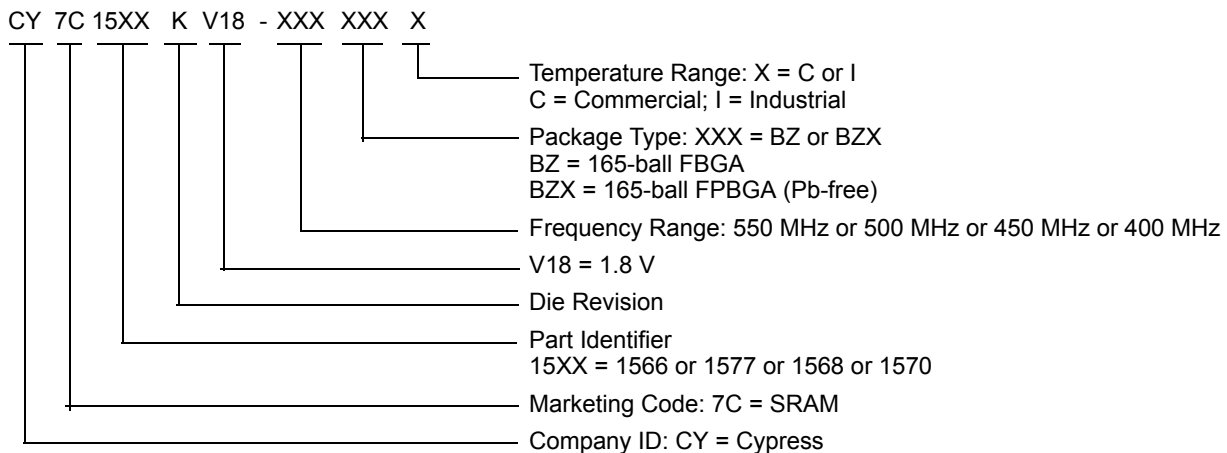 CY 7C 15XX K V18 - XXX XXX X
Temperature Range: X = C or I
C = Commercial; I = Industrial
Package Type: XXX = BZ or BZX
BZ = 165-ball FBGA
BZX = 165-ball FPBGA (Pb-free)
Frequency Range: 550 MHz or 500 MHz or 450 MHz or 400 MHz
V18 = 1.8 V
Die Revision
Part Identifier
15XX = 1566 or 1577 or 1568 or 1570
Marketing Code: 7C = SRAM
Company ID: CY = Cypress